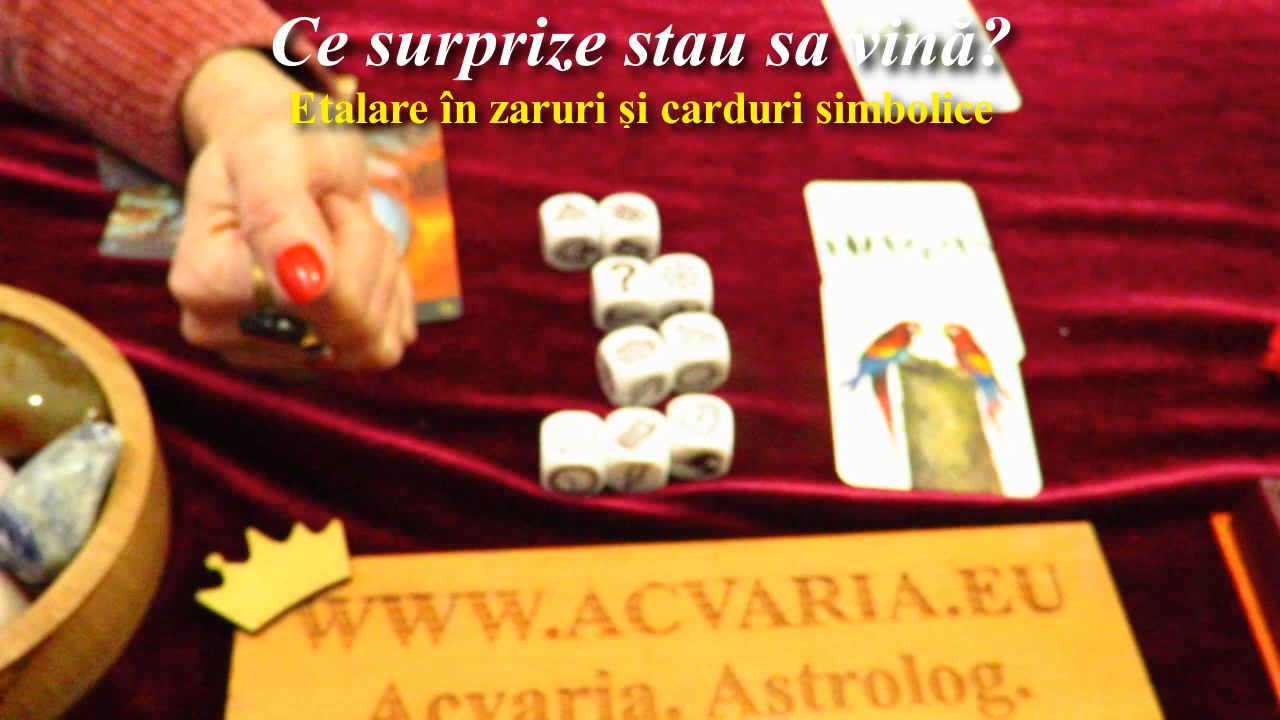 Ce surprize stau sa vină?
Etalare în zaruri și carduri simbolice
?
WWW.ACVARIA.EU
Acvaria. Astrolog.